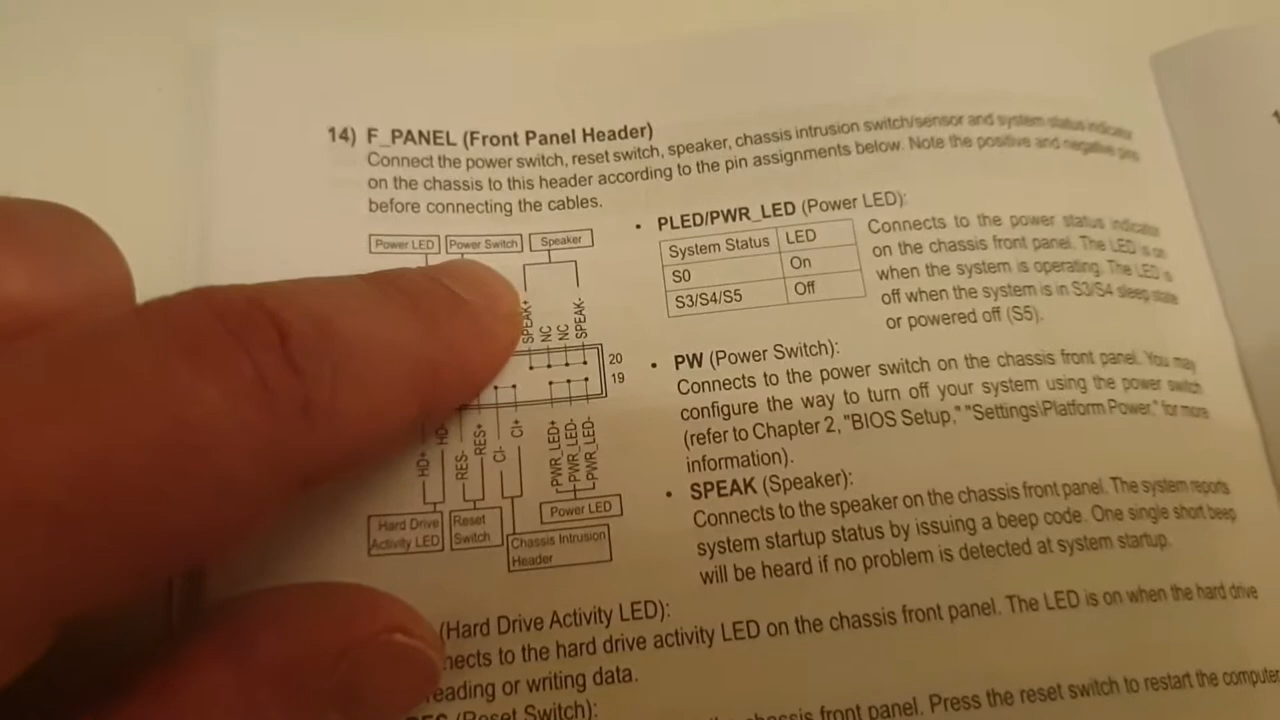 14) F_PANEL (Front Panel Header)
Connect the power switch, reset switch, speaker, chassis intrusion switch/sensor and system status indicator
on the chassis to this header according to the pin assignments below. Note the positive and negative pins
before connecting the cables.
Power LED
Power Switch
Speaker
SPEAK+
NC
NC
SPEAK-
20
19
HD+
HD-
RES-
RES+
CI-
CI+
PWR_LED+
PWR_LED-
PWR_LED-
Hard Drive
Activity LED
Reset
Switch
Chassis Intrusion
Header
Power LED
• PLED/PWR_LED (Power LED):
System Status LED
S0 On
S3/S4/S5 Off
Connects to the power status indicator
on the chassis front panel. The LED is on
when the system is operating. The LED is
off when the system is in S3/S4 sleep state
or powered off (S5).
• PW (Power Switch):
Connects to the power switch on the chassis front panel. You may
configure the way to turn off your system using the power switch
(refer to Chapter 2, "BIOS Setup," "Settings\Platform Power," for more
information).
• SPEAK (Speaker):
Connects to the speaker on the chassis front panel. The system reports
system startup status by issuing a beep code. One single short beep
will be heard if no problem is detected at system startup.
(Hard Drive Activity LED):
nects to the hard drive activity LED on the chassis front panel. The LED is on when the hard drive
eading or writing data.
(Reset Switch):
chassis front panel. Press the reset switch to restart the computer